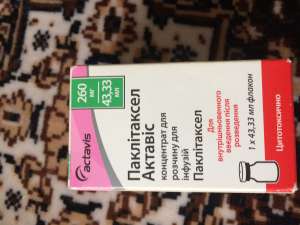 260 мг
43,33 мл
Паклітаксел
Актавіс
концентрат для
розчину для
інфузій
Паклітаксел
Для
внутрішньовенного
введення після
розведення
1 х 43,33 мл флакон
Цитотоксично
actavis